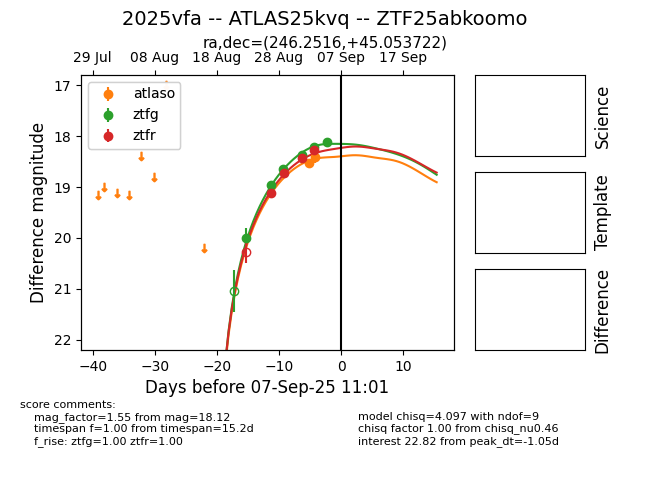 2025vfa -- ATLAS25kvq -- ZTF25abkoomo
ra,dec=(246.2516,+45.053722)
29 Jul 08 Aug 18 Aug 28 Aug 07 Sep 17 Sep
atlaso
ztfg
ztfr
Difference magnitude
17
18
19
20
21
22
−40 −30 −20 −10 0 10
Days before 07-Sep-25 11:01
Science
Template
Difference
score comments:
mag_factor=1.55 from mag=18.12
timespan f=1.00 from timespan=15.2d
f_rise: ztfg=1.00 ztfr=1.00
model chisq=4.097 with ndof=9
chisq factor 1.00 from chisq_nu0.46
interest 22.82 from peak_dt=-1.05d